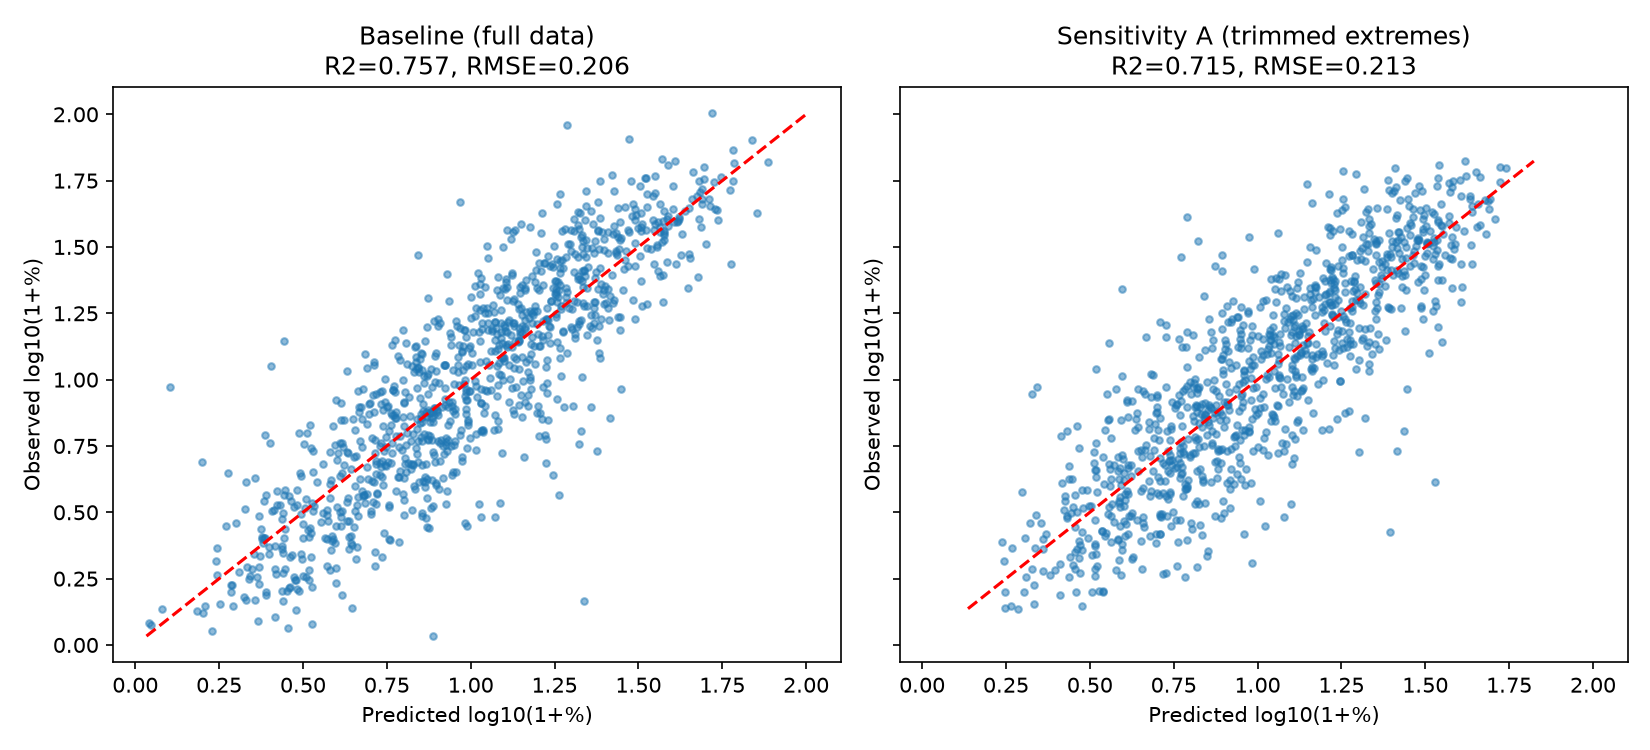 Baseline (full data)
R2=0.757, RMSE=0.206
2.00
1.75
1.50
1.25
1.00
0.75
0.50
0.25
0.00
Observed log10(1+%)
0.00 0.25 0.50 0.75 1.00 1.25 1.50 1.75 2.00
Predicted log10(1+%)
Sensitivity A (trimmed extremes)
R2=0.715, RMSE=0.213
Observed log10(1+%)
0.00 0.25 0.50 0.75 1.00 1.25 1.50 1.75 2.00
Predicted log10(1+%)